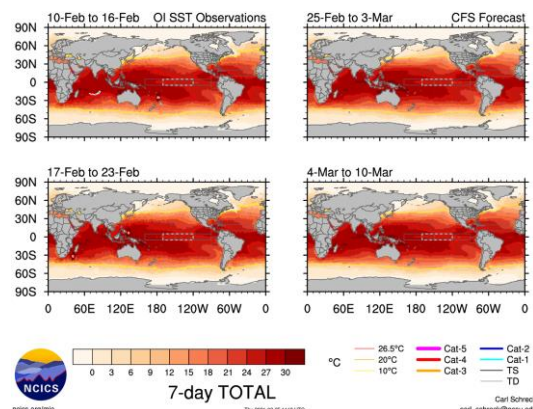 10-Feb to 16-Feb OI SST Observations
90N
60N
30N
0
30S
60S
90S
25-Feb to 3-Mar CFS Forecast
17-Feb to 23-Feb
90N
60N
30N
0
30S
60S
90S
0 60E 120E 180 120W 60W 0
4-Mar to 10-Mar
0 60E 120E 180 120W 60W 0
NCICS
0 3 6 9 12 15 18 21 24 27 30
°C
7-day TOTAL
26.5°C
20°C
10°C
Cat-5
Cat-4
Cat-3
Cat-2
Cat-1
TS
TD
Carl Schreck